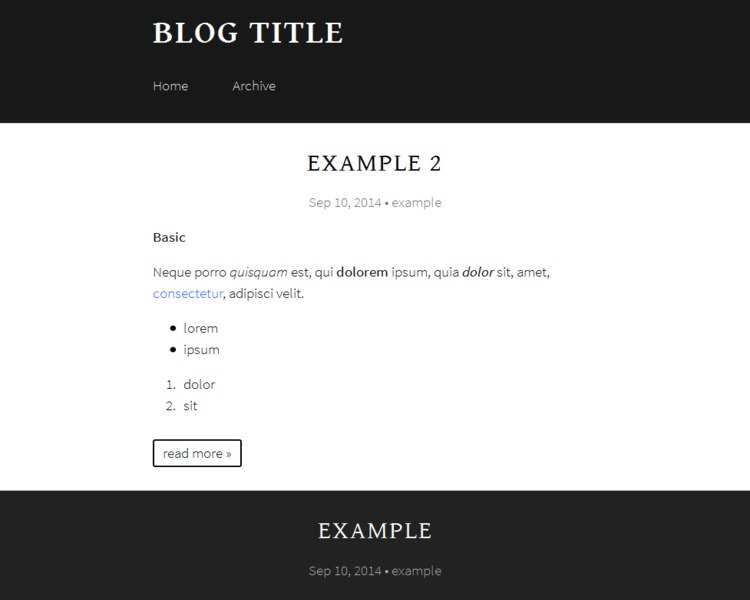 BLOG TITLE
Home Archive
EXAMPLE 2
Sep 10, 2014 • example
Basic
Neque porro quisquam est, qui dolorem ipsum, quia dolor sit, amet,
consectetur, adipisci velit.
• lorem
• ipsum
1. dolor
2. sit
read more »
EXAMPLE
Sep 10, 2014 • example